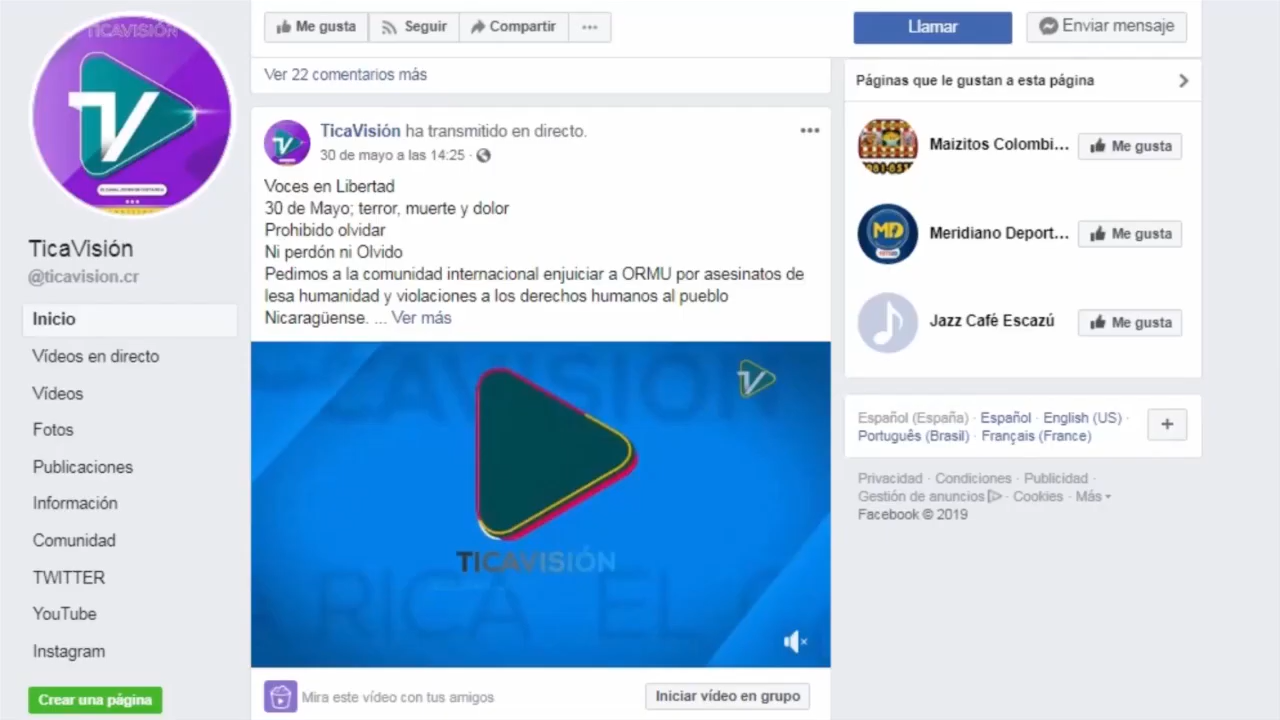 TICAVISIÓN
TV
TicaVisión
@ticavision.cr
Inicio
Vídeos en directo
Vídeos
Fotos
Publicaciones
Información
Comunidad
TWITTER
YouTube
Instagram
Crear una página
Me gusta
Seguir
Compartir
...
Llamar
Enviar mensaje
Ver 22 comentarios más
TicaVisión ha transmitido en directo.
30 de mayo a las 14:25 ·
Voces en Libertad
30 de Mayo; terror, muerte y dolor
Prohibido olvidar
Ni perdón ni Olvido
Pedimos a la comunidad internacional enjuiciar a ORMU por asesinatos de
lesa humanidad y violaciones a los derechos humanos al pueblo
Nicaragüense. ... Ver más
TICAVISIÓN
Mira este vídeo con tus amigos
Iniciar vídeo en grupo
Páginas que le gustan a esta página
Maizitos Colombi...
Me gusta
Meridiano Deport...
Me gusta
Jazz Café Escazú
Me gusta
Español (España) · Español · English (US) ·
Português (Brasil) · Français (France)
+
Privacidad · Condiciones · Publicidad ·
Gestión de anuncios · Cookies · Más
Facebook © 2019